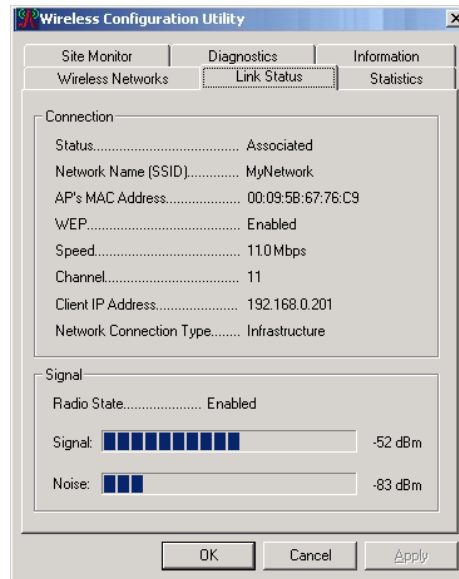 Wireless Configuration Utility
Site Monitor Diagnostics Information
Wireless Networks Link Status Statistics
Connection
Status................................... Associated
Network Name (SSID)............. MyNetwork
AP's MAC Address................... 00:09:5B:67:76:C9
WEP..................................... Enabled
Speed.................................... 11.0 Mbps
Channel................................. 11
Client IP Address..................... 192.168.0.201
Network Connection Type........ Infrastructure
Signal
Radio State.................... Enabled
Signal: -52 dBm
Noise: -83 dBm
OK Cancel Apply